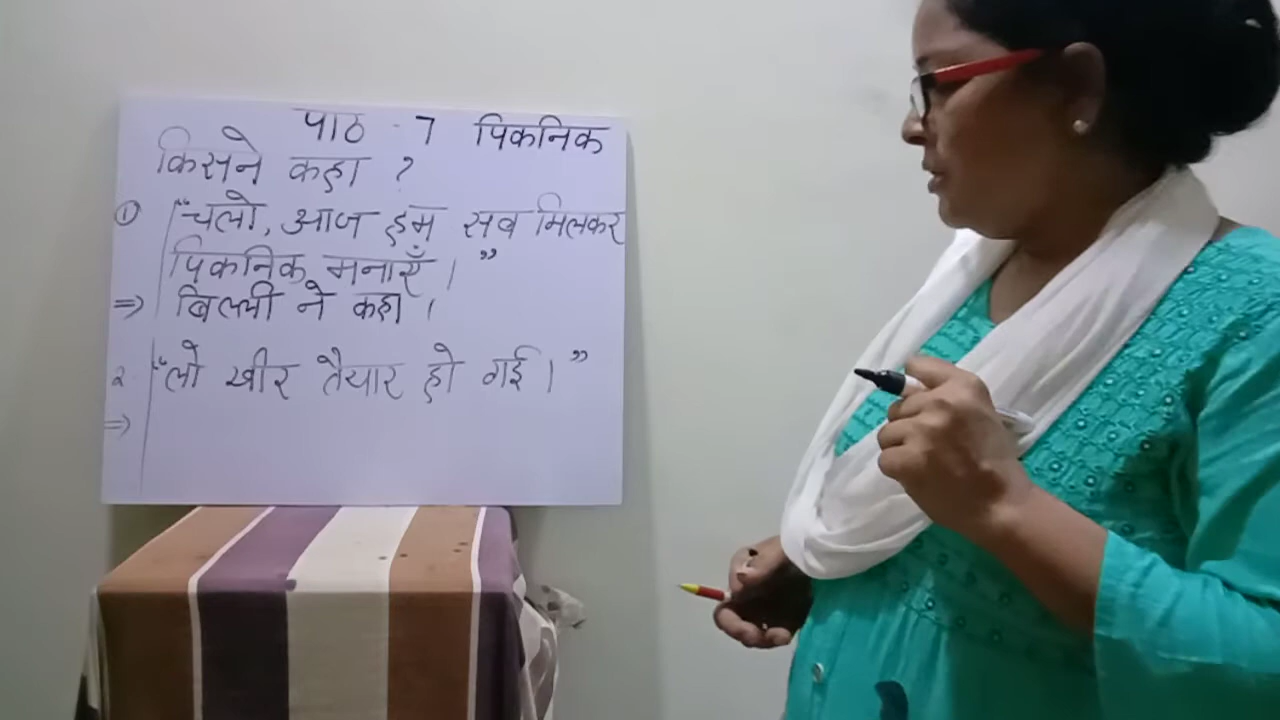 पाठ - 7 पिकनिक
किसने कहा ?
① "चलो, आज हम सब मिलकर
पिकनिक मनाएँ।"
=> बिल्ली ने कहा।
2 "लो खीर तैयार हो गई।"
=>